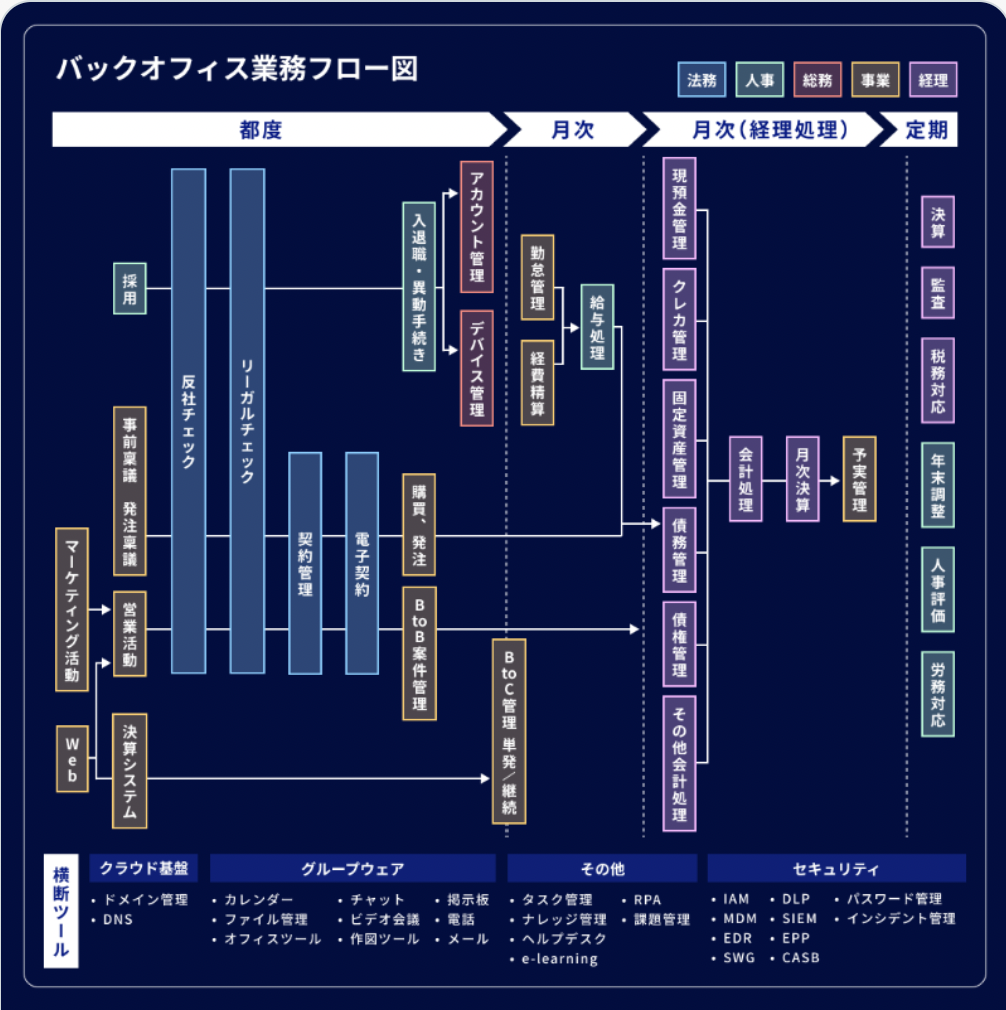 バックオフィス業務フロー図
法務
人事
総務
事業
経理
都度
月次
月次(経理処理)
定期
採用
事前稟議 発注稟議
マーケティング活動
営業活動
Web
決算システム
反社チェック
リーガルチェック
契約管理
電子契約
入退職・異動手続き
アカウント管理
デバイス管理
購買、発注
BtoB案件管理
勤怠管理
経費精算
給与処理
BtoC管理 単発/継続
現預金管理
クレカ管理
固定資産管理
債務管理
債権管理
その他会計処理
会計処理
月次決算
予実管理
決算
監査
税務対応
年末調整
人事評価
労務対応
横断ツール
クラウド基盤
・ドメイン管理
・DNS
グループウェア
・カレンダー
・ファイル管理
・オフィスツール
・チャット
・ビデオ会議
・作図ツール
・掲示板
・電話
・メール
その他
・タスク管理
・ナレッジ管理
・ヘルプデスク
・e-learning
・RPA
・課題管理
セキュリティ
・IAM
・MDM
・EDR
・SWG
・DLP
・SIEM
・EPP
・CASB
・パスワード管理
・インシデント管理